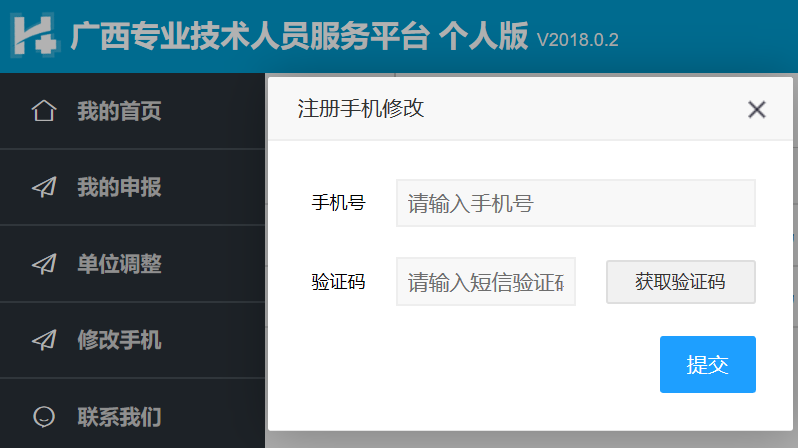 广西专业技术人员服务平台 个人版 V2018.0.2
我的首页
我的申报
单位调整
修改手机
联系我们
注册手机修改
手机号 请输入手机号
验证码 请输入短信验证码 获取验证码
提交